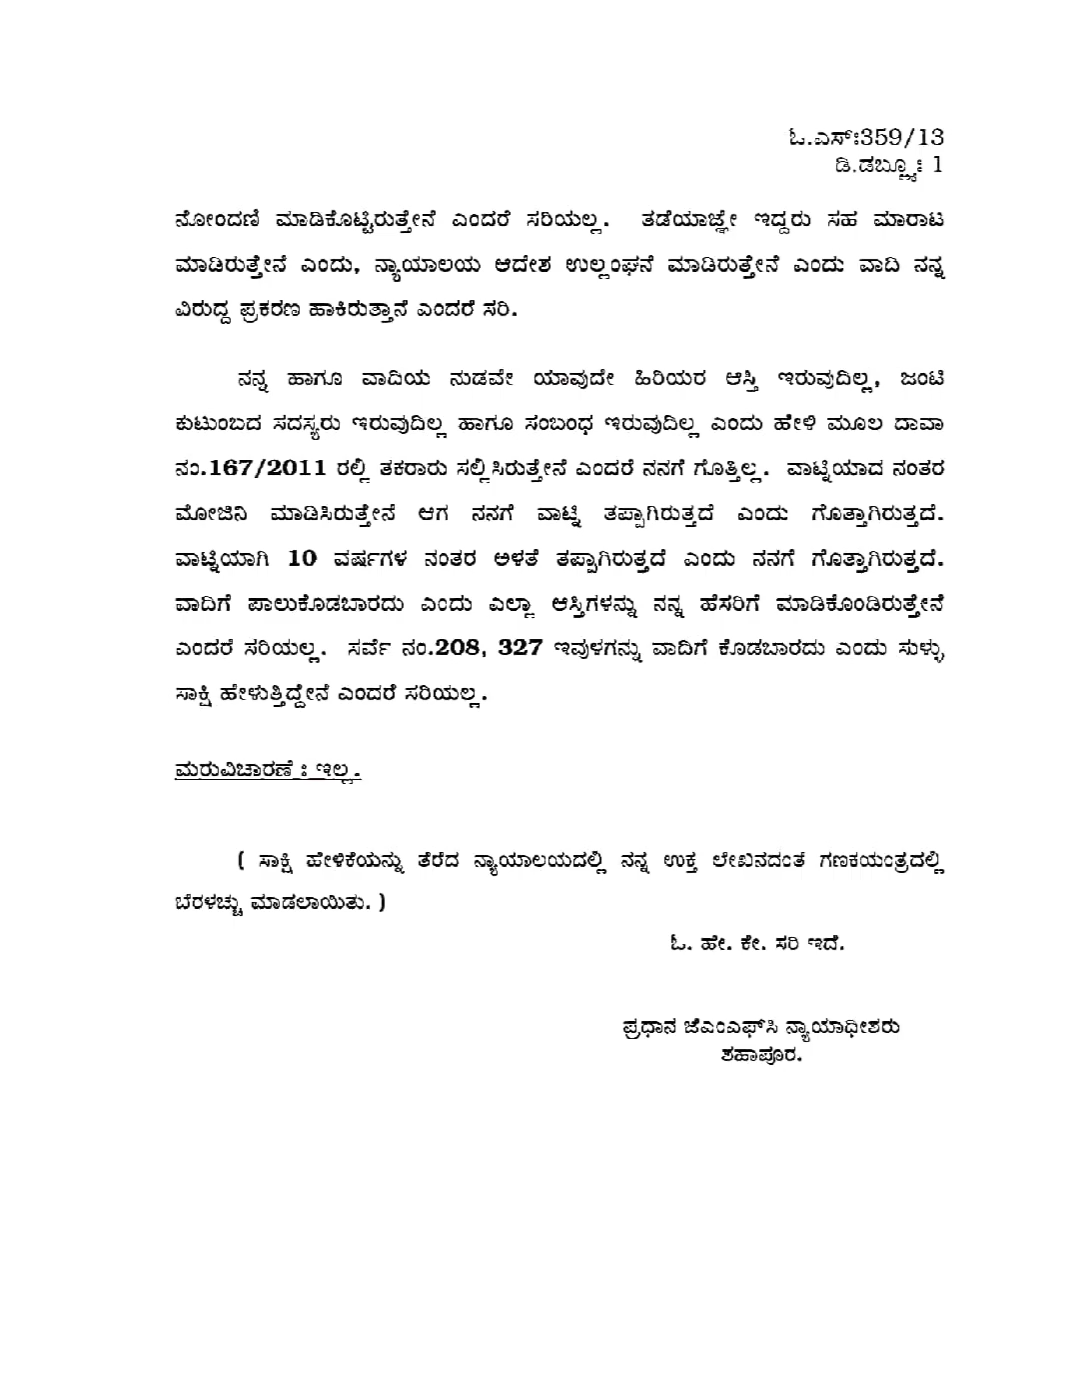 ಓ.ಎಸ್ಃ359/13
ಡಿ.ಡಬ್ಲ್ಯೂಃ 1
ನೋಂದಣಿ ಮಾಡಿಕೊಟ್ಟಿರುತ್ತೇನೆ ಎಂದರೆ ಸರಿಯಲ್ಲ. ತಡೆಯಾಜ್ಞೇ ಇದ್ದರು ಸಹ ಮಾರಾಟ
ಮಾಡಿರುತ್ತೇನೆ ಎಂದು, ನ್ಯಾಯಾಲಯ ಆದೇಶ ಉಲ್ಲಂಘನೆ ಮಾಡಿರುತ್ತೇನೆ ಎಂದು ವಾದಿ ನನ್ನ
ವಿರುದ್ದ ಪ್ರಕರಣ ಹಾಕಿರುತ್ತಾನೆ ಎಂದರೆ ಸರಿ.
ನನ್ನ ಹಾಗೂ ವಾದಿಯ ನುಡವೇ ಯಾವುದೇ ಹಿರಿಯರ ಆಸ್ತಿ ಇರುವುದಿಲ್ಲ, ಜಂಟಿ
ಕುಟುಂಬದ ಸದಸ್ಯರು ಇರುವುದಿಲ್ಲ ಹಾಗೂ ಸಂಬಂಧ ಇರುವುದಿಲ್ಲ ಎಂದು ಹೇಳಿ ಮೂಲ ದಾವಾ
ನಂ.167/2011 ರಲ್ಲಿ ತಕರಾರು ಸಲ್ಲಿಸಿರುತ್ತೇನೆ ಎಂದರೆ ನನಗೆ ಗೊತ್ತಿಲ್ಲ. ವಾಟ್ನಿಯಾದ ನಂತರ
ಮೋಜಿನಿ ಮಾಡಿಸಿರುತ್ತೇನೆ ಆಗ ನನಗೆ ವಾಟ್ನಿ ತಪ್ಪಾಗಿರುತ್ತದೆ ಎಂದು ಗೊತ್ತಾಗಿರುತ್ತದೆ.
ವಾಟ್ನಿಯಾಗಿ 10 ವರ್ಷಗಳ ನಂತರ ಅಳತೆ ತಪ್ಪಾಗಿರುತ್ತದೆ ಎಂದು ನನಗೆ ಗೊತ್ತಾಗಿರುತ್ತದೆ.
ವಾದಿಗೆ ಪಾಲುಕೊಡಬಾರದು ಎಂದು ಎಲ್ಲಾ ಆಸ್ತಿಗಳನ್ನು ನನ್ನ ಹೆಸರಿಗೆ ಮಾಡಿಕೊಂಡಿರುತ್ತೇನೆ
ಎಂದರೆ ಸರಿಯಲ್ಲ. ಸರ್ವೆ ನಂ.208, 327 ಇವುಳಗನ್ನು ವಾದಿಗೆ ಕೊಡಬಾರದು ಎಂದು ಸುಳ್ಳು
ಸಾಕ್ಷಿ ಹೇಳುತ್ತಿದ್ದೇನೆ ಎಂದರೆ ಸರಿಯಲ್ಲ.
ಮರುವಿಚಾರಣೆ ಃ ಇಲ್ಲ.
( ಸಾಕ್ಷಿ ಹೇಳಿಕೆಯನ್ನು ತೆರೆದ ನ್ಯಾಯಾಲಯದಲ್ಲಿ ನನ್ನ ಉಕ್ತ ಲೇಖನದಂತೆ ಗಣಕಯಂತ್ರದಲ್ಲಿ
ಬೆರಳಚ್ಚು ಮಾಡಲಾಯಿತು. )
ಓ. ಹೇ. ಕೇ. ಸರಿ ಇದೆ.
ಪ್ರಧಾನ ಜೆಎಂಎಫ್‌ಸಿ ನ್ಯಾಯಾಧೀಶರು
ಶಹಾಪೂರ.